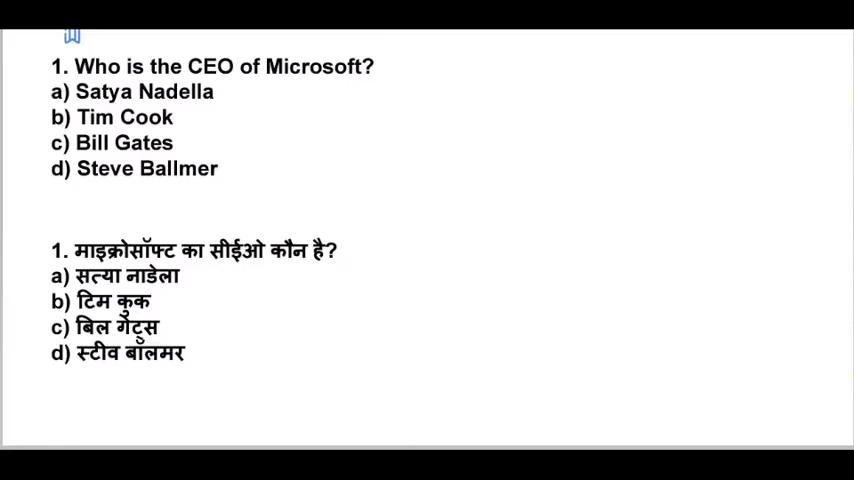 1. Who is the CEO of Microsoft?
a) Satya Nadella
b) Tim Cook
c) Bill Gates
d) Steve Ballmer
1. माइक्रोसॉफ्ट का सीईओ कौन है?
a) सत्या नाडेला
b) टिम कुक
c) बिल गेट्स
d) स्टीव बॉलमर